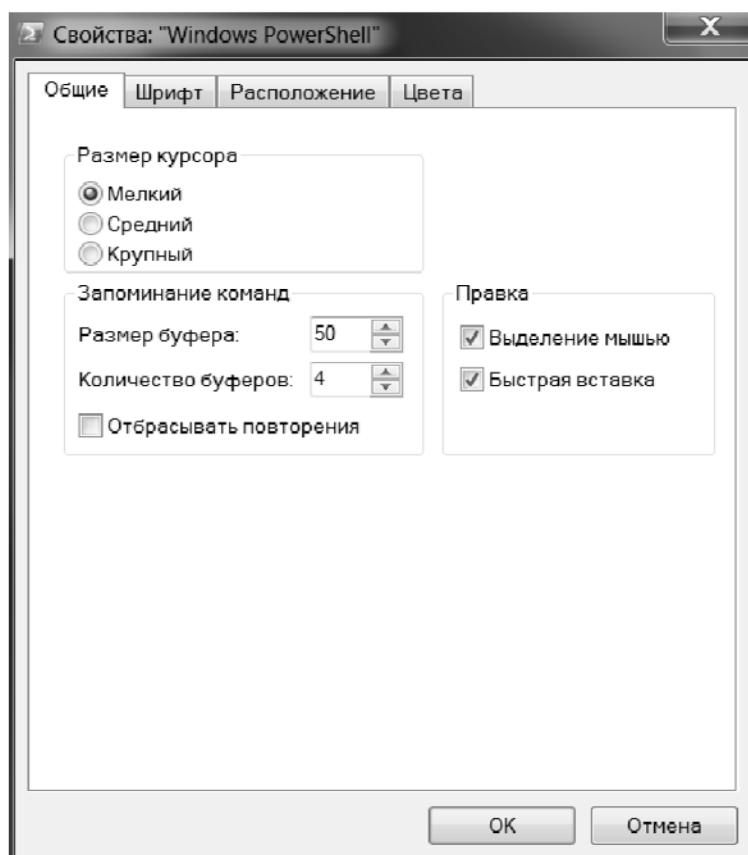 Свойства: "Windows PowerShell"
Общие Шрифт Расположение Цвета
Размер курсора
Мелкий
Средний
Крупный
Запоминание команд
Размер буфера: 50
Количество буферов: 4
Отбрасывать повторения
Правка
Выделение мышью
Быстрая вставка
OK Отмена